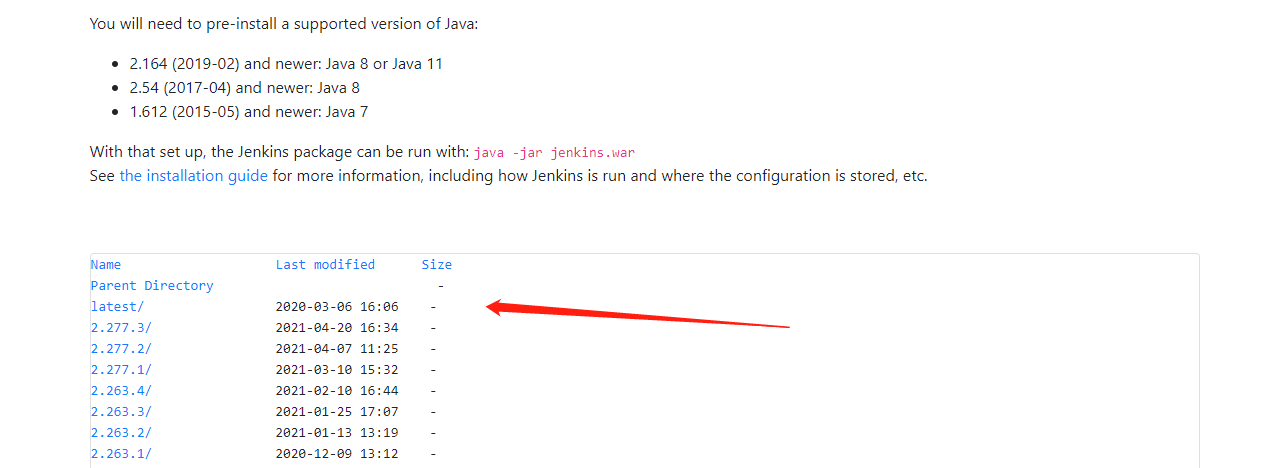 You will need to pre-install a supported version of Java:
2.164 (2019-02) and newer: Java 8 or Java 11
2.54 (2017-04) and newer: Java 8
1.612 (2015-05) and newer: Java 7
With that set up, the Jenkins package can be run with: java -jar jenkins.war
See the installation guide for more information, including how Jenkins is run and where the configuration is stored, etc.
Name Last modified Size
Parent Directory -
latest/ 2020-03-06 16:06 -
2.277.3/ 2021-04-20 16:34 -
2.277.2/ 2021-04-07 11:25 -
2.277.1/ 2021-03-10 15:32 -
2.263.4/ 2021-02-10 16:44 -
2.263.3/ 2021-01-25 17:07 -
2.263.2/ 2021-01-13 13:19 -
2.263.1/ 2020-12-09 13:12 -